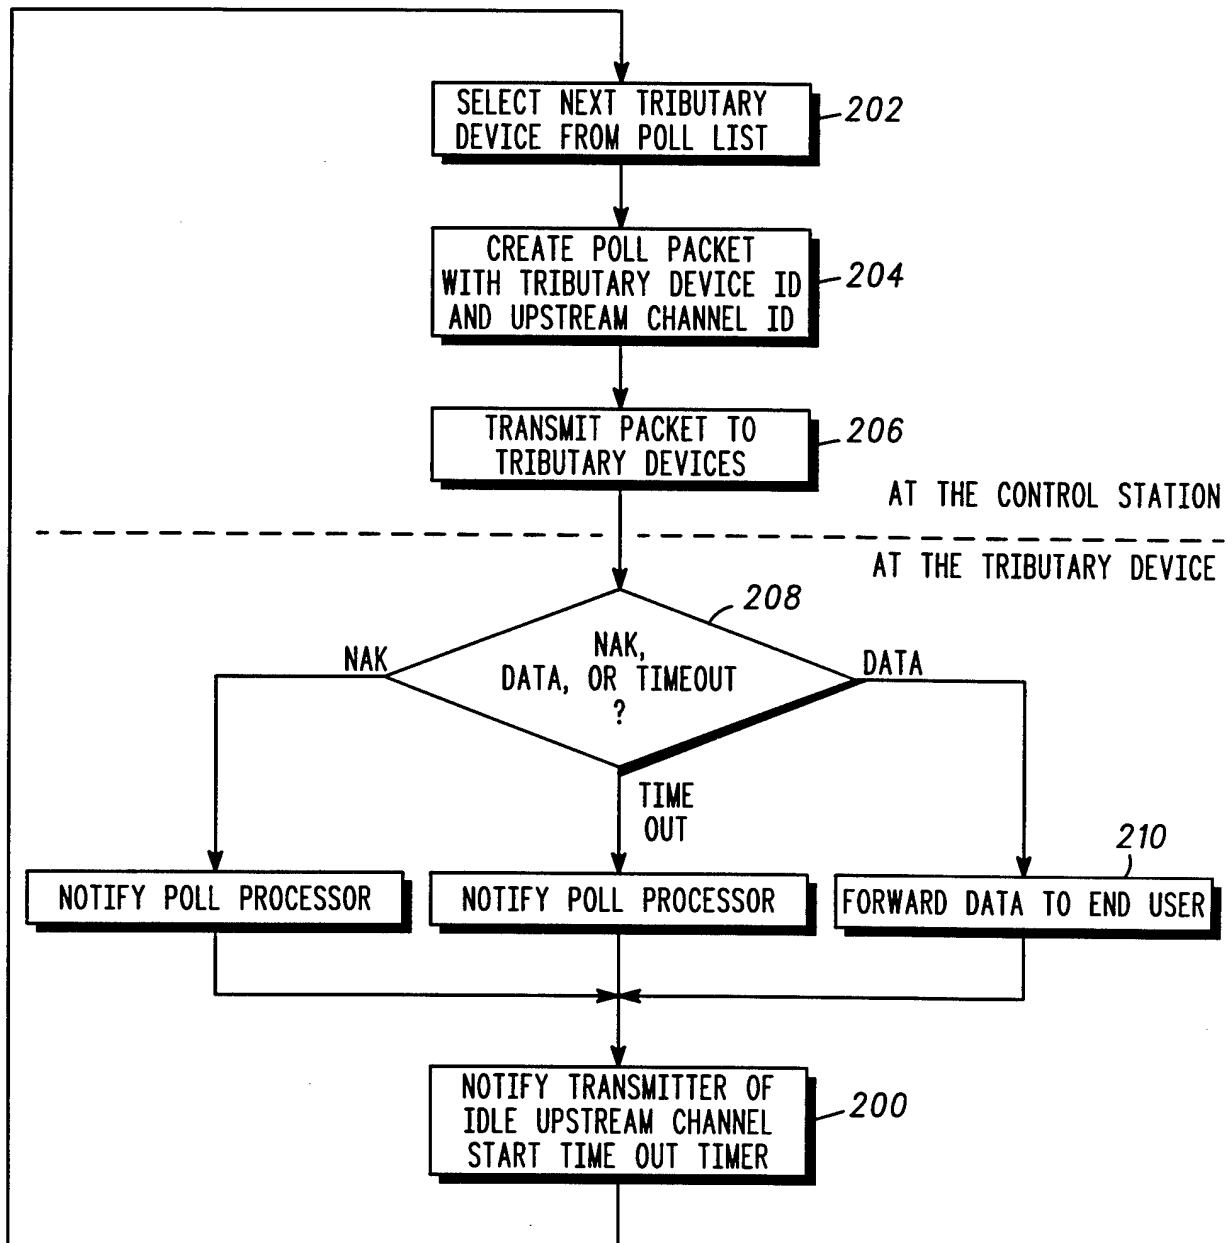 SELECT NEXT TRIBUTARY
DEVICE FROM POLL LIST
202
CREATE POLL PACKET
WITH TRIBUTARY DEVICE ID
AND UPSTREAM CHANNEL ID
204
TRANSMIT PACKET TO
TRIBUTARY DEVICES
206
AT THE CONTROL STATION
AT THE TRIBUTARY DEVICE
208
NAK,
DATA, OR TIMEOUT
?
NAK
DATA
TIME
OUT
210
NOTIFY POLL PROCESSOR
NOTIFY POLL PROCESSOR
FORWARD DATA TO END USER
NOTIFY TRANSMITTER OF
IDLE UPSTREAM CHANNEL
START TIME OUT TIMER
200